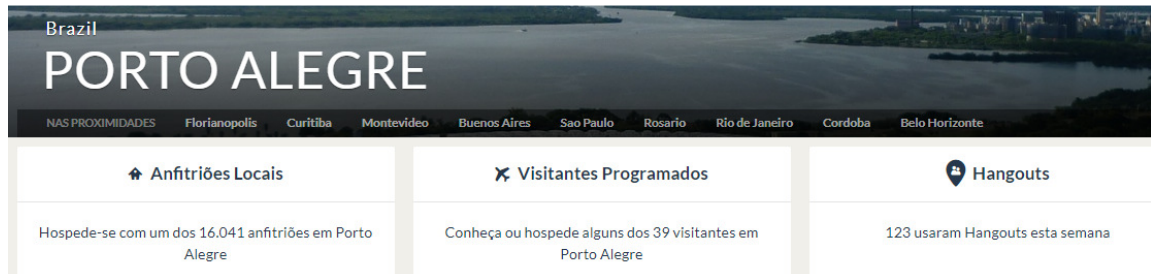 Brazil
PORTO ALEGRE
NAS PROXIMIDADES Florianopolis Curitiba Montevideo Buenos Aires Sao Paulo Rosario Rio de Janeiro Cordoba Belo Horizonte
Anfitriões Locais
Hospede-se com um dos 16.041 anfitriões em Porto
Alegre
Visitantes Programados
Conheça ou hospede alguns dos 39 visitantes em
Porto Alegre
Hangouts
123 usaram Hangouts esta semana